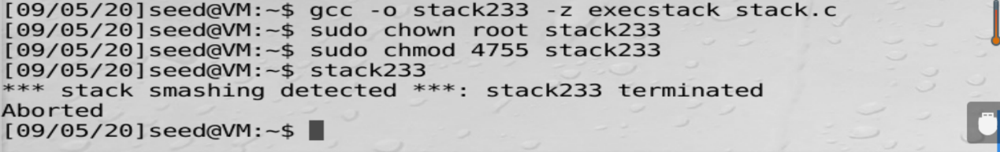 [09/05/20]seed@VM:~$ gcc -o stack233 -z execstack stack.c
[09/05/20]seed@VM:~$ sudo chown root stack233
[09/05/20]seed@VM:~$ sudo chmod 4755 stack233
[09/05/20]seed@VM:~$ stack233
*** stack smashing detected ***: stack233 terminated
Aborted
[09/05/20]seed@VM:~$